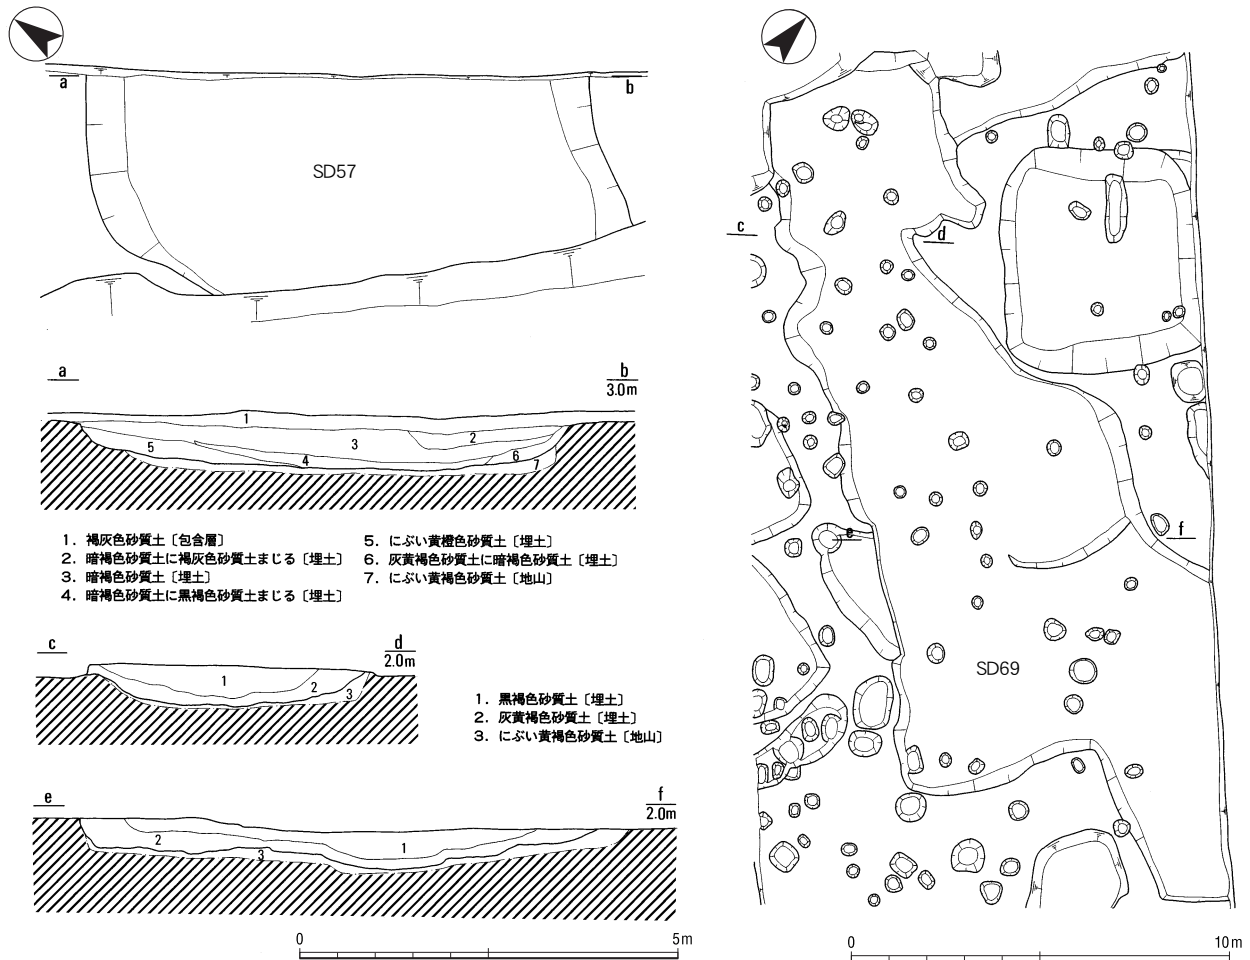 a
b
SD57
a
b
3.0m
1
2
3
4
5
6
7
1. 褐灰色砂質土〔包含層〕
2. 暗褐色砂質土に褐灰色砂質土まじる〔埋土〕
3. 暗褐色砂質土〔埋土〕
4. 暗褐色砂質土に黒褐色砂質土まじる〔埋土〕
5. にぶい黄橙色砂質土〔埋土〕
6. 灰黄褐色砂質土に暗褐色砂質土〔埋土〕
7. にぶい黄褐色砂質土〔地山〕
c
d
2.0m
1
2
3
1. 黒褐色砂質土〔埋土〕
2. 灰黄褐色砂質土〔埋土〕
3. にぶい黄褐色砂質土〔地山〕
e
f
2.0m
2
3
1
0 5m
c
d
e
f
SD69
0 10m